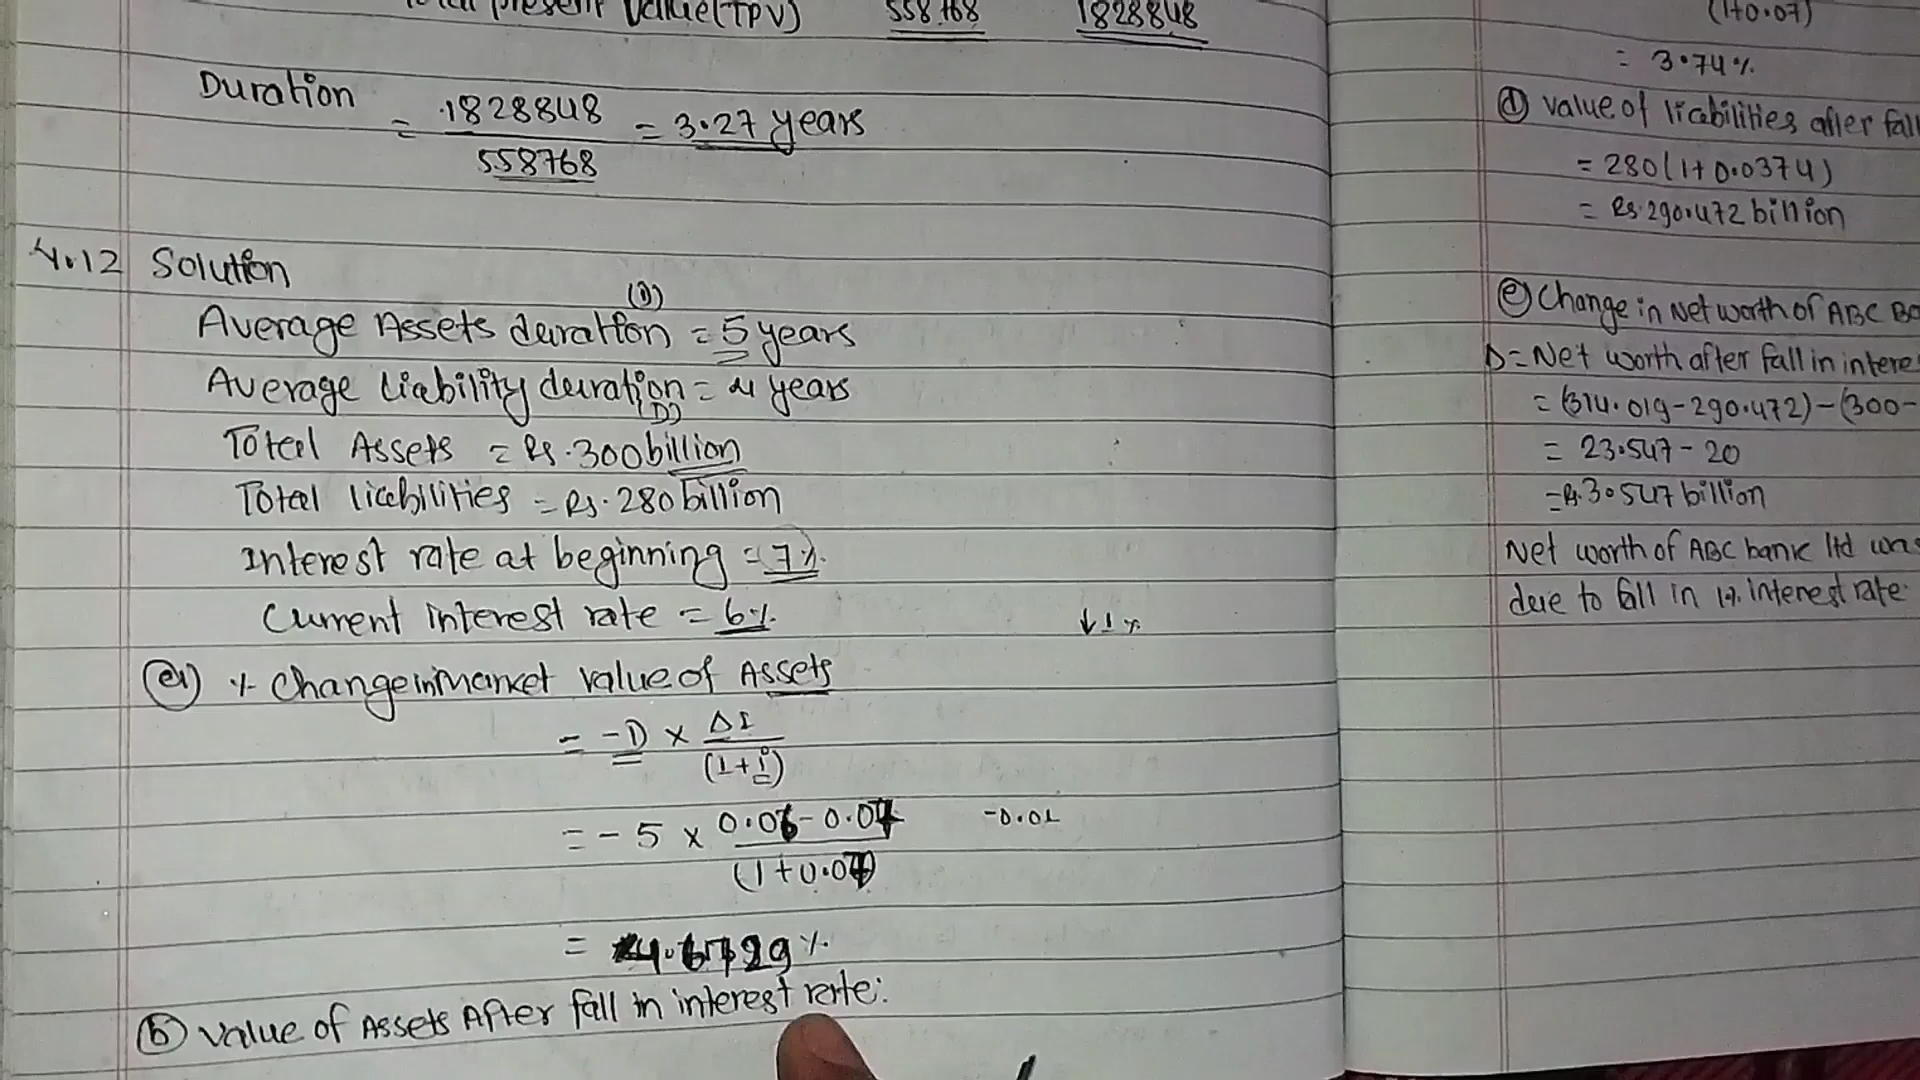 Total present value(TPV) 558768 1828848
Duration = 1828848 / 558768 = 3.27 years
4.12 Solution
(D)
Average Assets duration = 5 years
Average liability duration = 4 years
(D)
Total Assets = Rs.300 billion
Total liabilities = Rs.280 billion
Interest rate at beginning = 7%.
Current interest rate = 6%. ↓1%
(a) % Change in Market value of Assets
= -D × ΔI / (1+i)
= -5 × 0.06-0.07 / (1+0.07) -0.01
= 4.6729%
(b) Value of Assets After fall in interest rate:
(1+0.07)
= 3.74%
(d) value of liabilities after fall
= 280(1+0.0374)
= Rs.290.472 billion
(e) Change in Net worth of ABC
D = Net worth after fall in
= (314.019-290.472)-(300-
= 23.547-20
= Rs.3.547 billion
Net worth of ABC bank ltd was
due to fall in 1% interest rate.